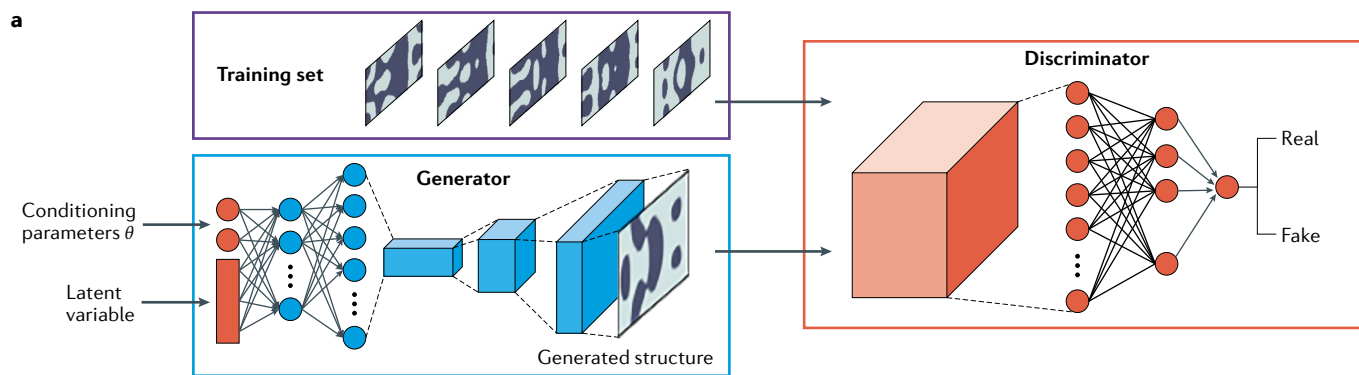 a
Training set
Discriminator
Generator
Conditioning
parameters θ
Latent
variable
Generated structure
Real
Fake